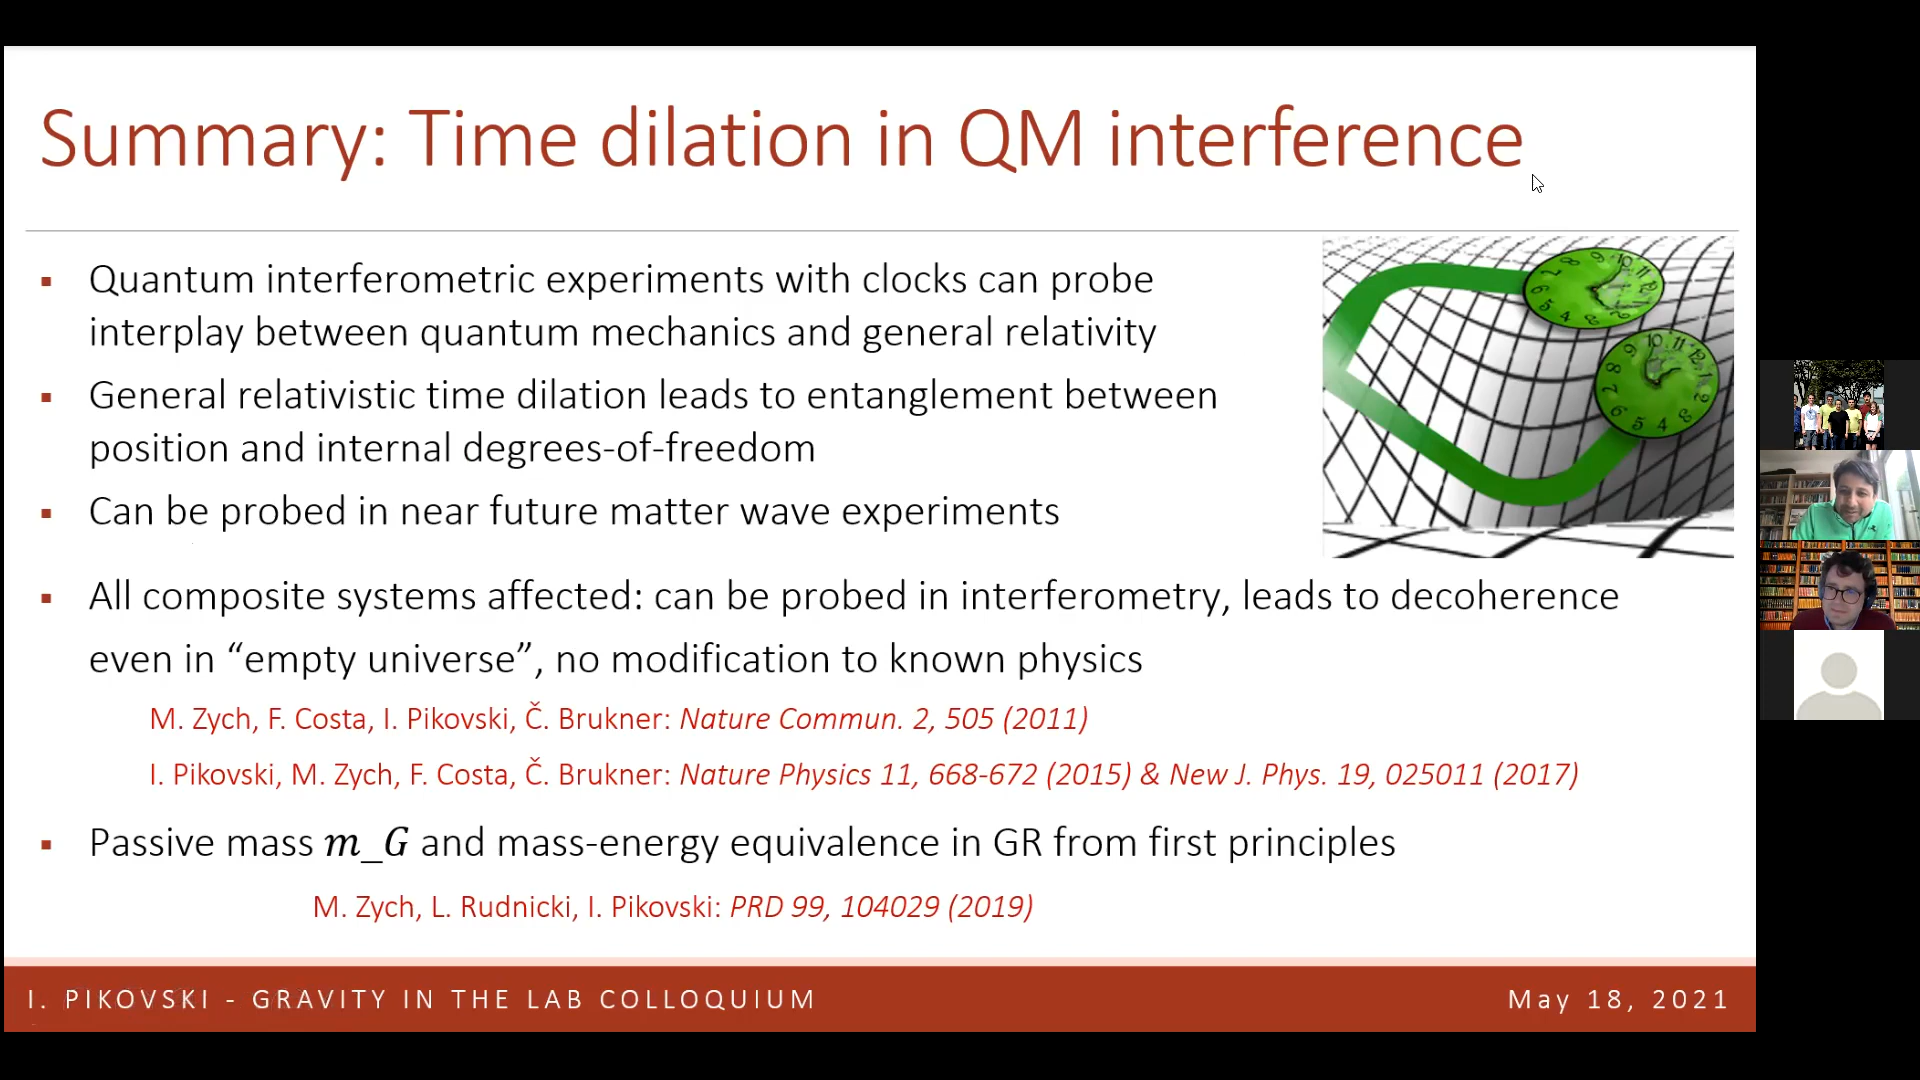 Summary: Time dilation in QM interference
▪ Quantum interferometric experiments with clocks can probe
interplay between quantum mechanics and general relativity
▪ General relativistic time dilation leads to entanglement between
position and internal degrees-of-freedom
▪ Can be probed in near future matter wave experiments
▪ All composite systems affected: can be probed in interferometry, leads to decoherence
even in “empty universe”, no modification to known physics
M. Zych, F. Costa, I. Pikovski, Č. Brukner: Nature Commun. 2, 505 (2011)
I. Pikovski, M. Zych, F. Costa, Č. Brukner: Nature Physics 11, 668-672 (2015) & New J. Phys. 19, 025011 (2017)
▪ Passive mass m_G and mass-energy equivalence in GR from first principles
M. Zych, L. Rudnicki, I. Pikovski: PRD 99, 104029 (2019)
I. PIKOVSKI - GRAVITY IN THE LAB COLLOQUIUM
May 18, 2021